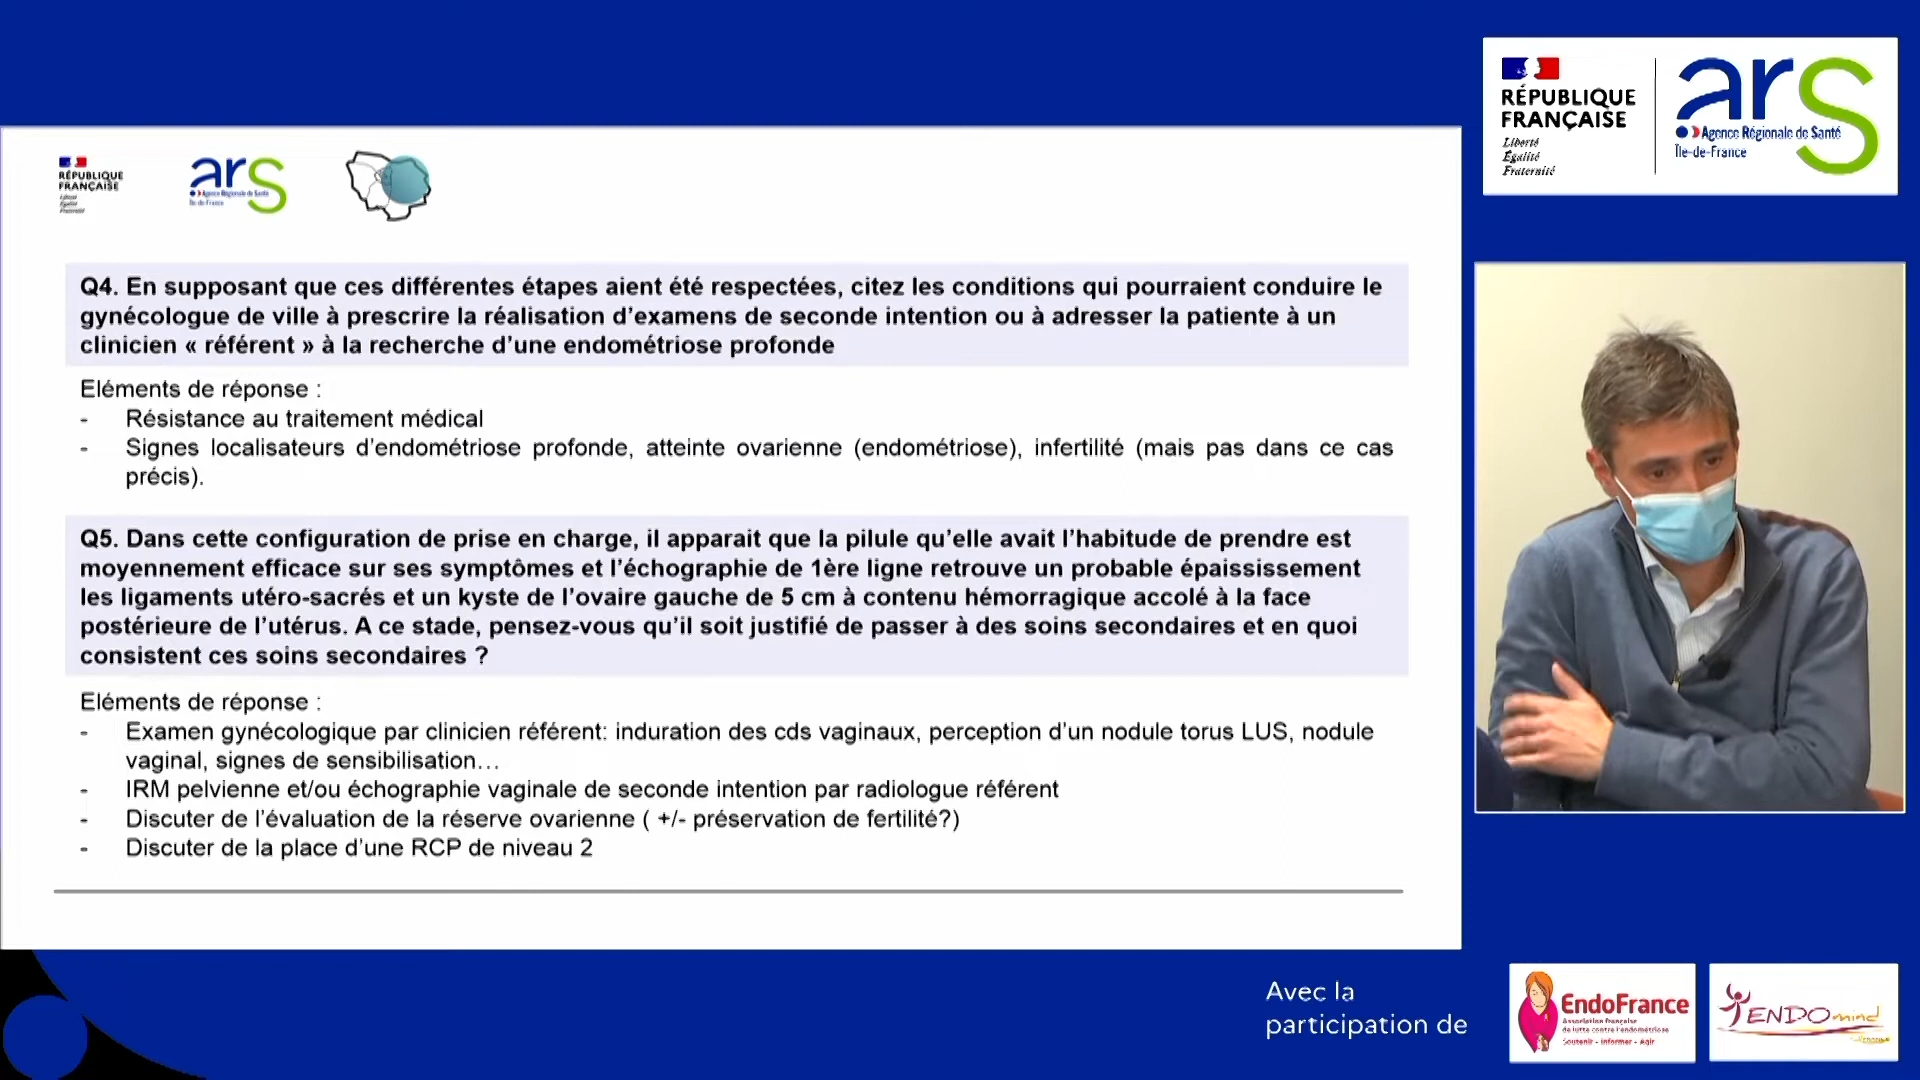 RÉPUBLIQUE
FRANÇAISE
Liberté
Égalité
Fraternité
ars
Agence Régionale de Santé
Île-de-France
Q4. En supposant que ces différentes étapes aient été respectées, citez les conditions qui pourraient conduire le
gynécologue de ville à prescrire la réalisation d’examens de seconde intention ou à adresser la patiente à un
clinicien « référent » à la recherche d’une endométriose profonde
Eléments de réponse :
- Résistance au traitement médical
- Signes localisateurs d’endométriose profonde, atteinte ovarienne (endométriose), infertilité (mais pas dans ce cas
précis).
Q5. Dans cette configuration de prise en charge, il apparait que la pilule qu’elle avait l’habitude de prendre est
moyennement efficace sur ses symptômes et l’échographie de 1ère ligne retrouve un probable épaississement
les ligaments utéro-sacrés et un kyste de l’ovaire gauche de 5 cm à contenu hémorragique accolé à la face
postérieure de l’utérus. A ce stade, pensez-vous qu’il soit justifié de passer à des soins secondaires et en quoi
consistent ces soins secondaires ?
Eléments de réponse :
- Examen gynécologique par clinicien référent: induration des cds vaginaux, perception d’un nodule torus LUS, nodule
vaginal, signes de sensibilisation…
- IRM pelvienne et/ou échographie vaginale de seconde intention par radiologue référent
- Discuter de l’évaluation de la réserve ovarienne ( +/- préservation de fertilité?)
- Discuter de la place d’une RCP de niveau 2
RÉPUBLIQUE
FRANÇAISE
Liberté
Égalité
Fraternité
ars
Agence Régionale de Santé
Île-de-France
Avec la
participation de
EndoFrance
Association française
de lutte contre l'endométriose
Soutenir - Informer - Agir
ENDOmind